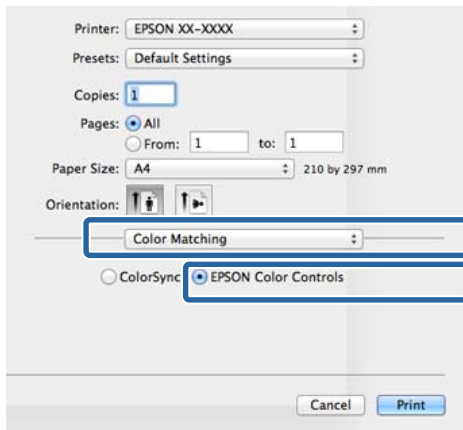 Printer: EPSON XX-XXXX
Presets: Default Settings
Copies: 1
Pages: All
From: 1 to: 1
Paper Size: A4 210 by 297 mm
Orientation:
Color Matching
ColorSync EPSON Color Controls
Cancel Print